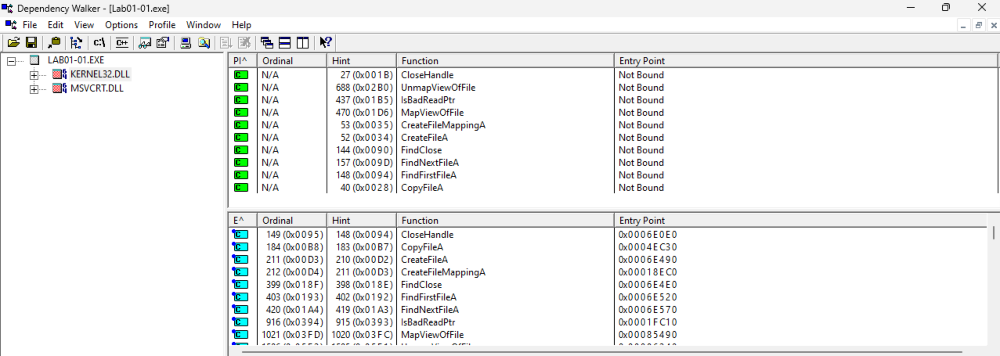 Dependency Walker - [Lab01-01.exe]
File Edit View Options Profile Window Help
c:\ C++ ?
LAB01-01.EXE
KERNEL32.DLL
MSVCRT.DLL
PI^ Ordinal Hint Function Entry Point
C N/A 27 (0x001B) CloseHandle Not Bound
C N/A 688 (0x02B0) UnmapViewOfFile Not Bound
C N/A 437 (0x01B5) IsBadReadPtr Not Bound
C N/A 470 (0x01D6) MapViewOfFile Not Bound
C N/A 53 (0x0035) CreateFileMappingA Not Bound
C N/A 52 (0x0034) CreateFileA Not Bound
C N/A 144 (0x0090) FindClose Not Bound
C N/A 157 (0x009D) FindNextFileA Not Bound
C N/A 148 (0x0094) FindFirstFileA Not Bound
C N/A 40 (0x0028) CopyFileA Not Bound
E^ Ordinal Hint Function Entry Point
C 149 (0x0095) 148 (0x0094) CloseHandle 0x0006E0E0
C 184 (0x00B8) 183 (0x00B7) CopyFileA 0x0004EC30
C 211 (0x00D3) 210 (0x00D2) CreateFileA 0x0006E490
C 212 (0x00D4) 211 (0x00D3) CreateFileMappingA 0x00018EC0
C 399 (0x018F) 398 (0x018E) FindClose 0x0006E4E0
C 403 (0x0193) 402 (0x0192) FindFirstFileA 0x0006E520
C 420 (0x01A4) 419 (0x01A3) FindNextFileA 0x0006E570
C 916 (0x0394) 915 (0x0393) IsBadReadPtr 0x0001FC10
C 1021 (0x03FD) 1020 (0x03FC) MapViewOfFile 0x00085490